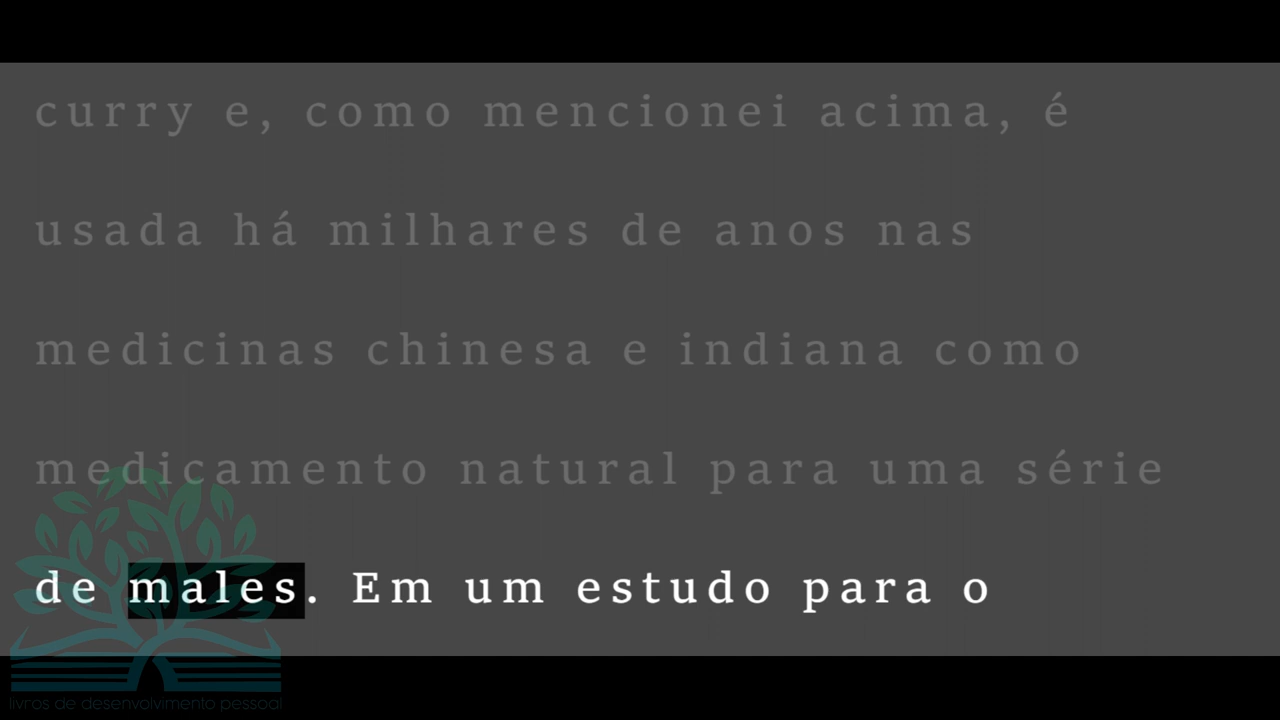 curry e, como mencionei acima, é
usada há milhares de anos nas
medicinas chinesa e indiana como
medicamento natural para uma série
de males. Em um estudo para o
livros de desenvolvimento pessoal